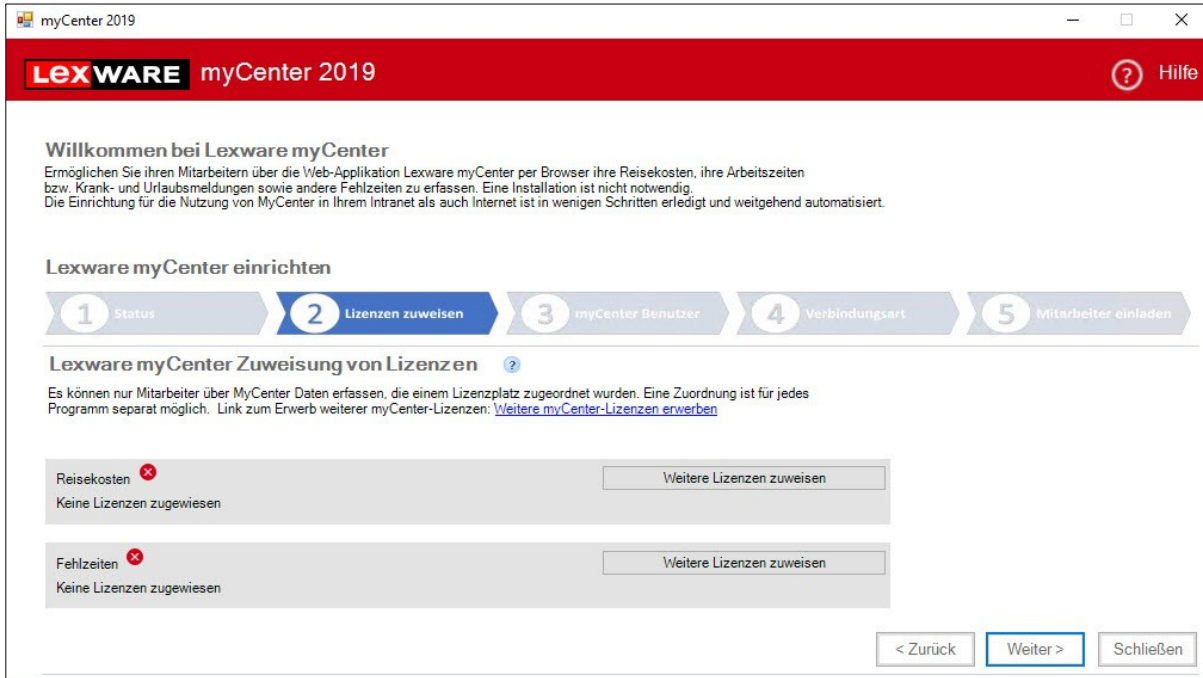 myCenter 2019
LEXWARE myCenter 2019
Hilfe
Willkommen bei Lexware myCenter
Ermöglichen Sie ihren Mitarbeitern über die Web-Applikation Lexware myCenter per Browser ihre Reisekosten, ihre Arbeitszeiten
bzw. Krank- und Urlaubsmeldungen sowie andere Fehlzeiten zu erfassen. Eine Installation ist nicht notwendig.
Die Einrichtung für die Nutzung von MyCenter in Ihrem Intranet als auch Internet ist in wenigen Schritten erledigt und weitgehend automatisiert.
Lexware myCenter einrichten
1 Status 2 Lizenzen zuweisen 3 myCenter Benutzer 4 Verbindungsart 5 Mitarbeiter einladen
Lexware myCenter Zuweisung von Lizenzen ?
Es können nur Mitarbeiter über MyCenter Daten erfassen, die einem Lizenzplatz zugeordnet wurden. Eine Zuordnung ist für jedes
Programm separat möglich. Link zum Erwerb weiterer myCenter-Lizenzen: Weitere myCenter-Lizenzen erwerben
Reisekosten
Weitere Lizenzen zuweisen
Keine Lizenzen zugewiesen
Fehlzeiten
Weitere Lizenzen zuweisen
Keine Lizenzen zugewiesen
< Zurück Weiter > Schließen